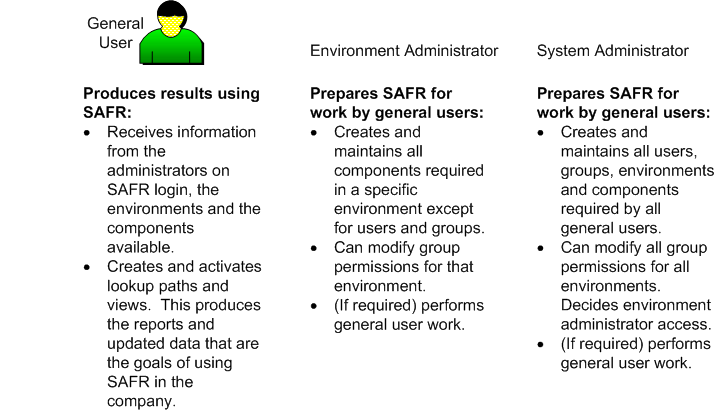 General
User
Environment Administrator
System Administrator
Produces results using
SAFR:
• Receives information
from the
administrators on
SAFR login, the
environments and the
components
available.
• Creates and activates
lookup paths and
views.  This produces
the reports and
updated data that are
the goals of using
SAFR in the
company.
Prepares SAFR for
work by general users:
• Creates and
maintains all
components required
in a specific
environment except
for users and groups.
• Can modify group
permissions for that
environment.
• (If required) performs
general user work.
Prepares SAFR for
work by general users:
• Creates and
maintains all users,
groups, environments
and components
required by all
general users.
• Can modify all group
permissions for all
environments.
Decides environment
administrator access.
• (If required) performs
general user work.